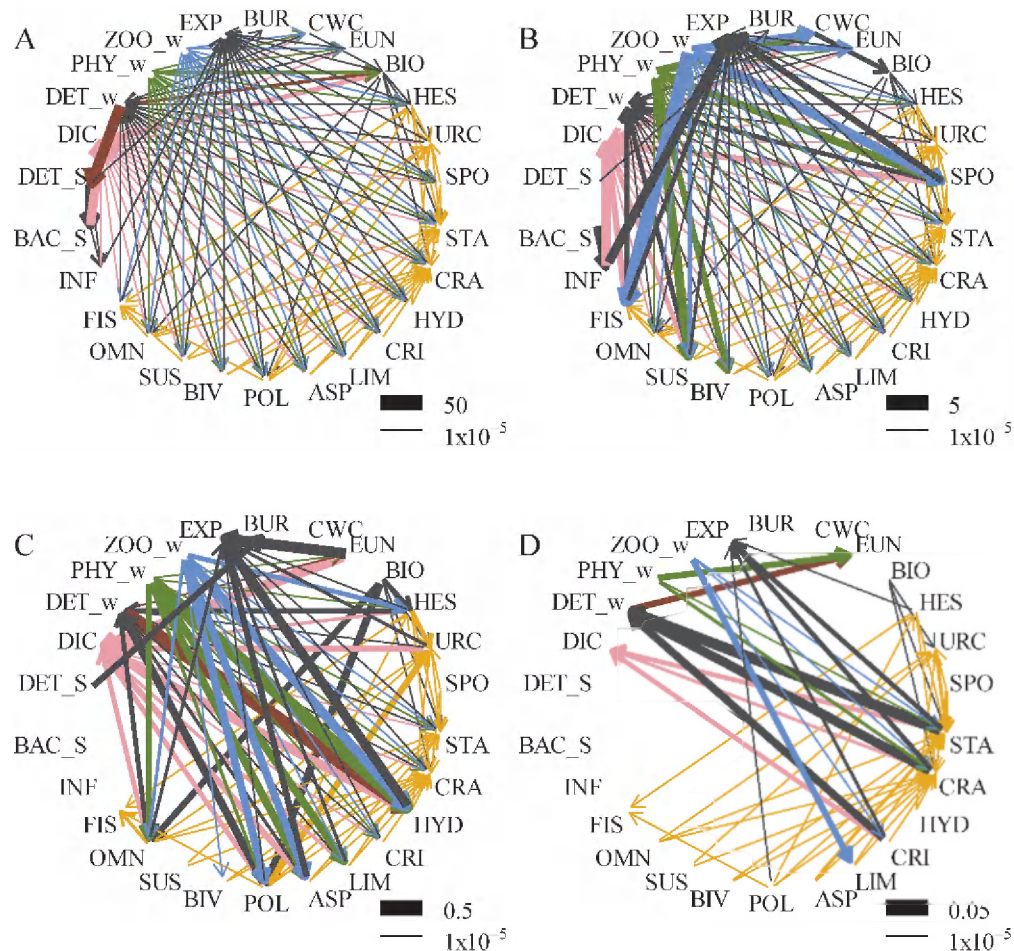 A
EXP BUR CWC
ZOO_w EUN
PHY_w BIO
DET_w HES
DIC URC
DET_S SPO
BAC_S STA
INF CRA
FIS HYD
OMN CRI
SUS LIM
BIV POL ASP
50
1x10⁻⁵
B
EXP BUR CWC
ZOO_w EUN
PHY_w BIO
DET_w HES
DIC URC
DET_S SPO
BAC_S STA
INF CRA
FIS HYD
OMN CRI
SUS LIM
BIV POL ASP
5
1x10⁻⁵
C
EXP BUR CWC
ZOO_w EUN
PHY_w BIO
DET_w HES
DIC URC
DET_S SPO
BAC_S STA
INF CRA
FIS HYD
OMN CRI
SUS LIM
BIV POL ASP
0.5
1x10⁻⁵
D
EXP BUR CWC
ZOO_w EUN
PHY_w BIO
DET_w HES
DIC URC
DET_S SPO
BAC_S STA
INF CRA
FIS HYD
OMN CRI
SUS LIM
BIV POL ASP
0.05
1x10⁻⁵